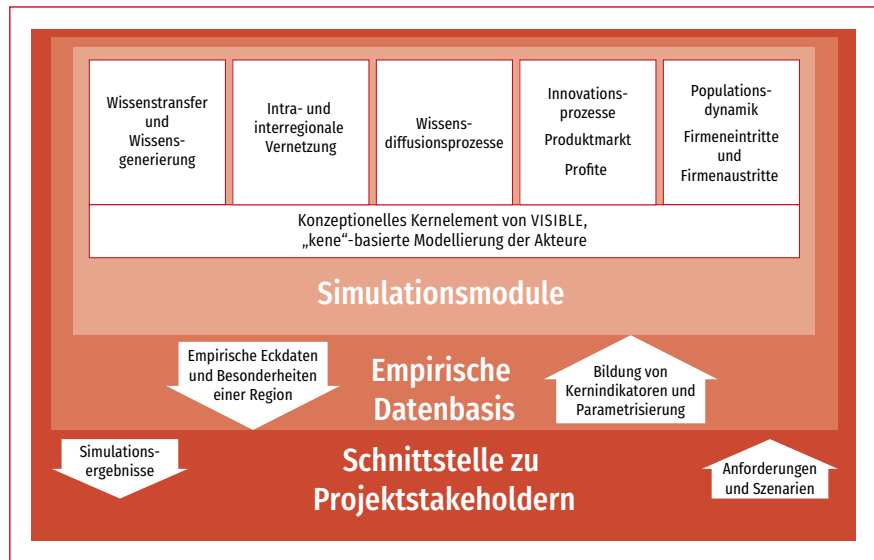 Wissenstransfer
und
Wissens-
generierung
Intra- und
interregionale
Vernetzung
Wissens-
diffusionsprozesse
Innovations-
prozesse
Produktmarkt
Profite
Populations-
dynamik
Firmeneintritte
und
Firmenaustritte
Konzeptionelles Kernelement von VISIBLE,
„kene“-basierte Modellierung der Akteure
Simulationsmodule
Empirische Eckdaten
und Besonderheiten
einer Region
Empirische
Datenbasis
Bildung von
Kernindikatoren und
Parametrisierung
Simulations-
ergebnisse
Schnittstelle zu
Projektstakeholdern
Anforderungen
und Szenarien